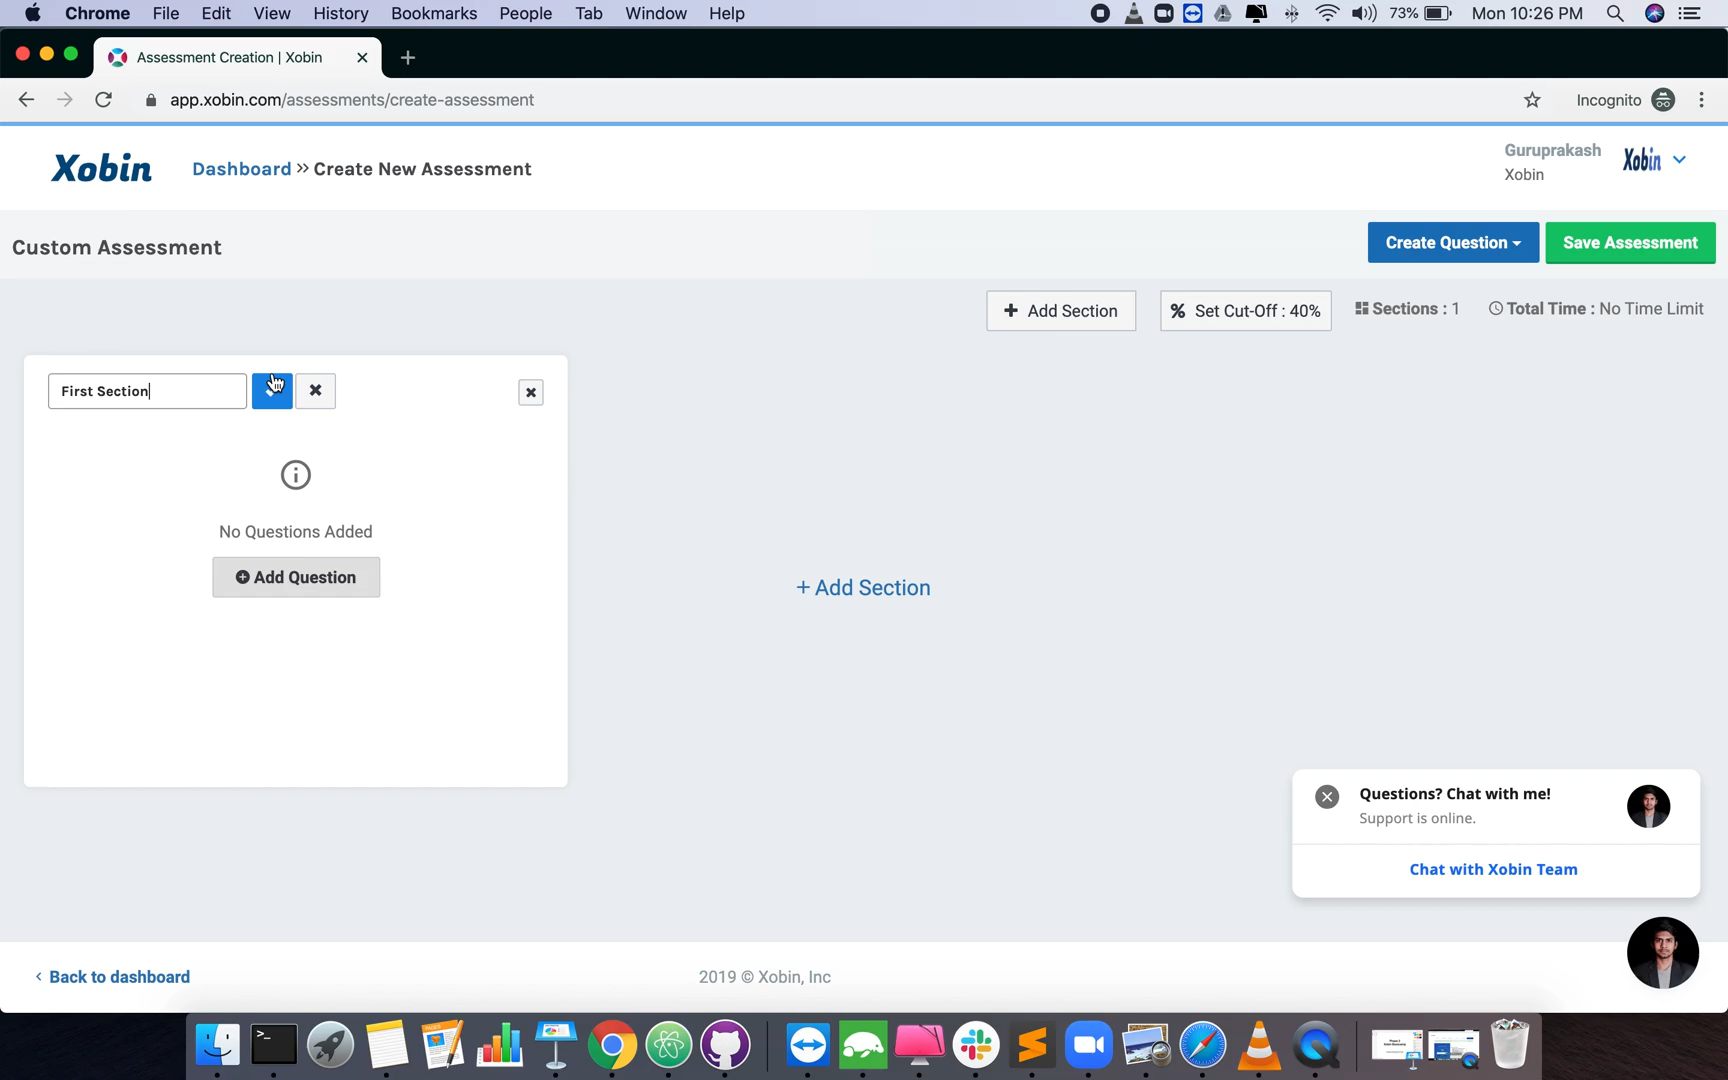 Chrome File Edit View History Bookmarks People Tab Window Help 73% Mon 10:26 PM
Assessment Creation | Xobin
app.xobin.com/assessments/create-assessment Incognito
Xobin Dashboard >> Create New Assessment Guruprakash Xobin
Xobin
Custom Assessment Create Question Save Assessment
+ Add Section % Set Cut-Off : 40% Sections : 1 Total Time : No Time Limit
First Section
No Questions Added
Add Question
+ Add Section
Questions? Chat with me!
Support is online.
Chat with Xobin Team
< Back to dashboard 2019 © Xobin, Inc